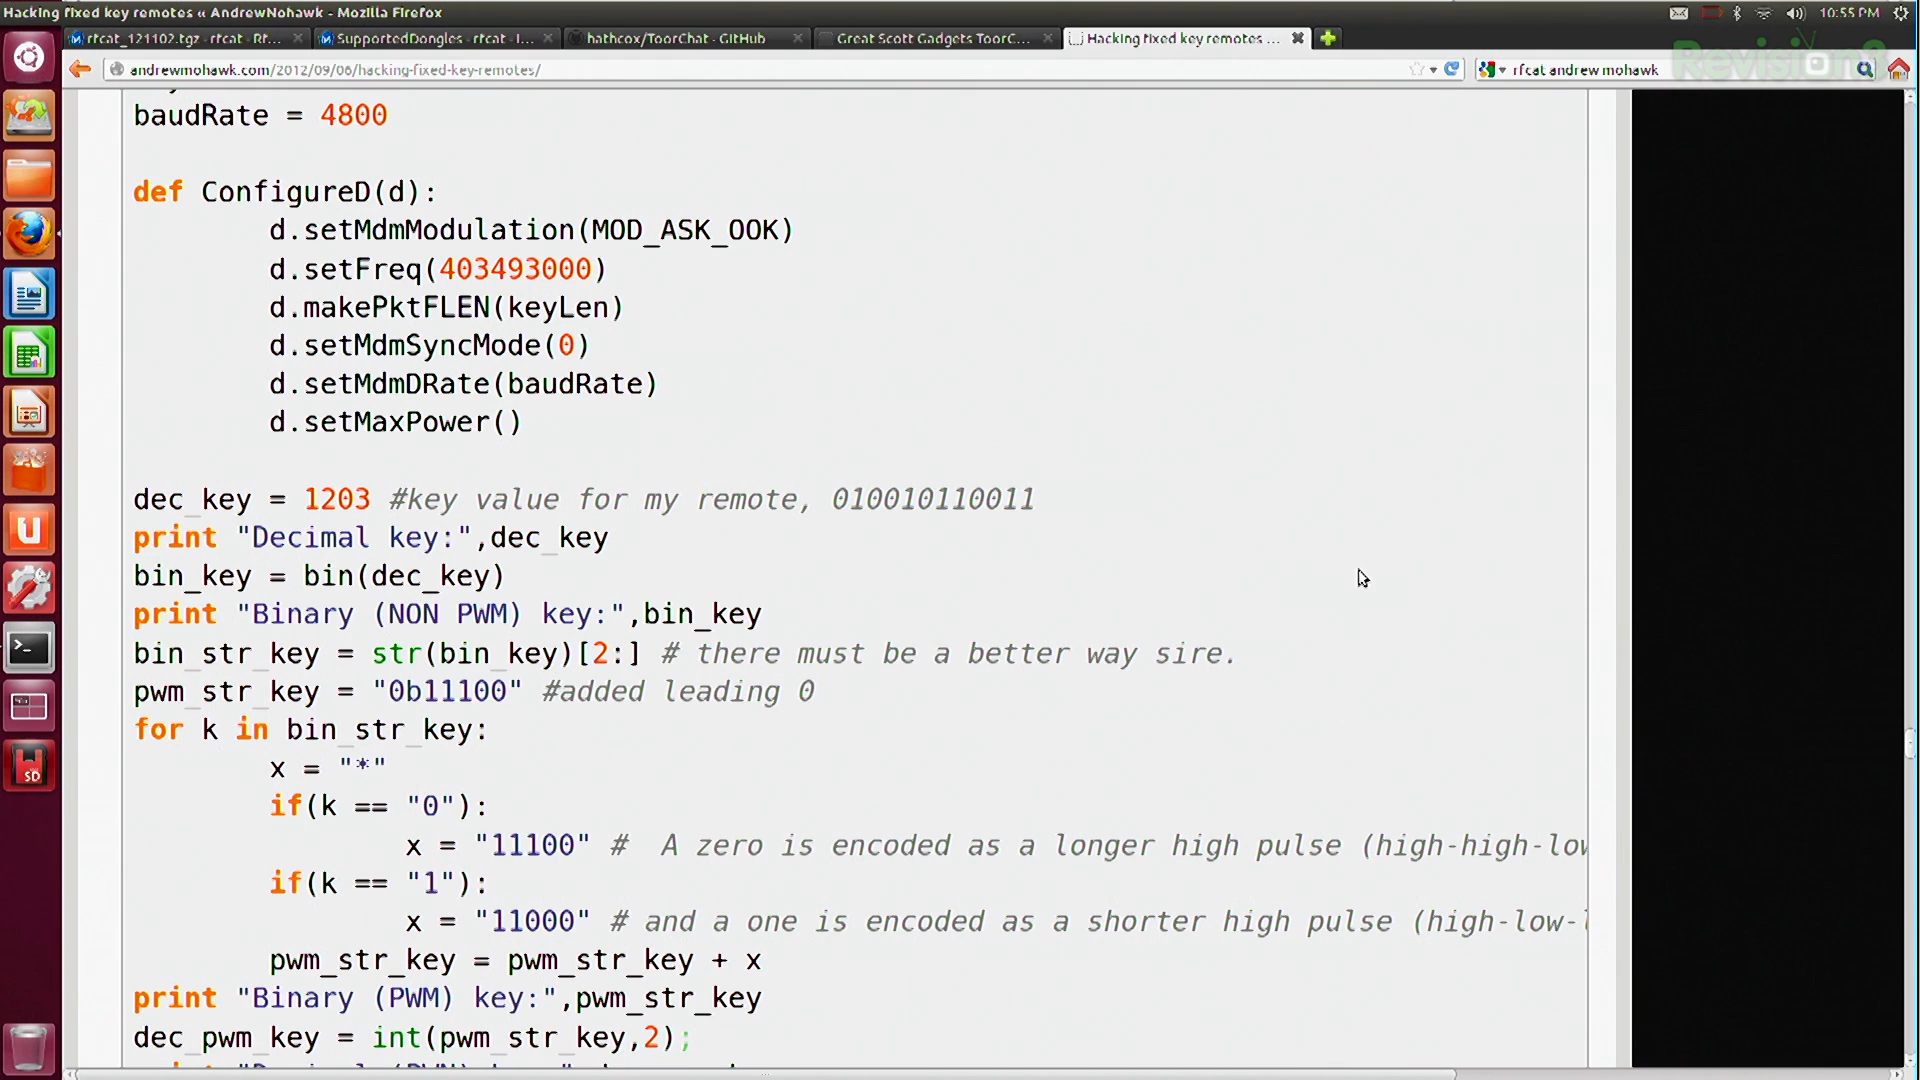 Hacking fixed key remotes « AndrewNohawk - Mozilla Firefox
10:55 PM
rfcat_121102.tgz - rfcat - Rf...
SupportedDongles - rfcat - I...
hathcox/ToorChat · GitHub
Great Scott Gadgets ToorC...
Hacking fixed key remotes ...
andrewmohawk.com/2012/09/06/hacking-fixed-key-remotes/
rfcat andrew mohawk
Revision3
baudRate = 4800
def ConfigureD(d):
d.setMdmModulation(MOD_ASK_OOK)
d.setFreq(403493000)
d.makePktFLEN(keyLen)
d.setMdmSyncMode(0)
d.setMdmDRate(baudRate)
d.setMaxPower()
dec_key = 1203 #key value for my remote, 010010110011
print "Decimal key:",dec_key
bin_key = bin(dec_key)
print "Binary (NON PWM) key:",bin_key
bin_str_key = str(bin_key)[2:] # there must be a better way sire.
pwm_str_key = "0b11100" #added leading 0
for k in bin_str_key:
x = "*"
if(k == "0"):
x = "11100" # A zero is encoded as a longer high pulse (high-high-low
if(k == "1"):
x = "11000" # and a one is encoded as a shorter high pulse (high-low-
pwm_str_key = pwm_str_key + x
print "Binary (PWM) key:",pwm_str_key
dec_pwm_key = int(pwm_str_key,2);